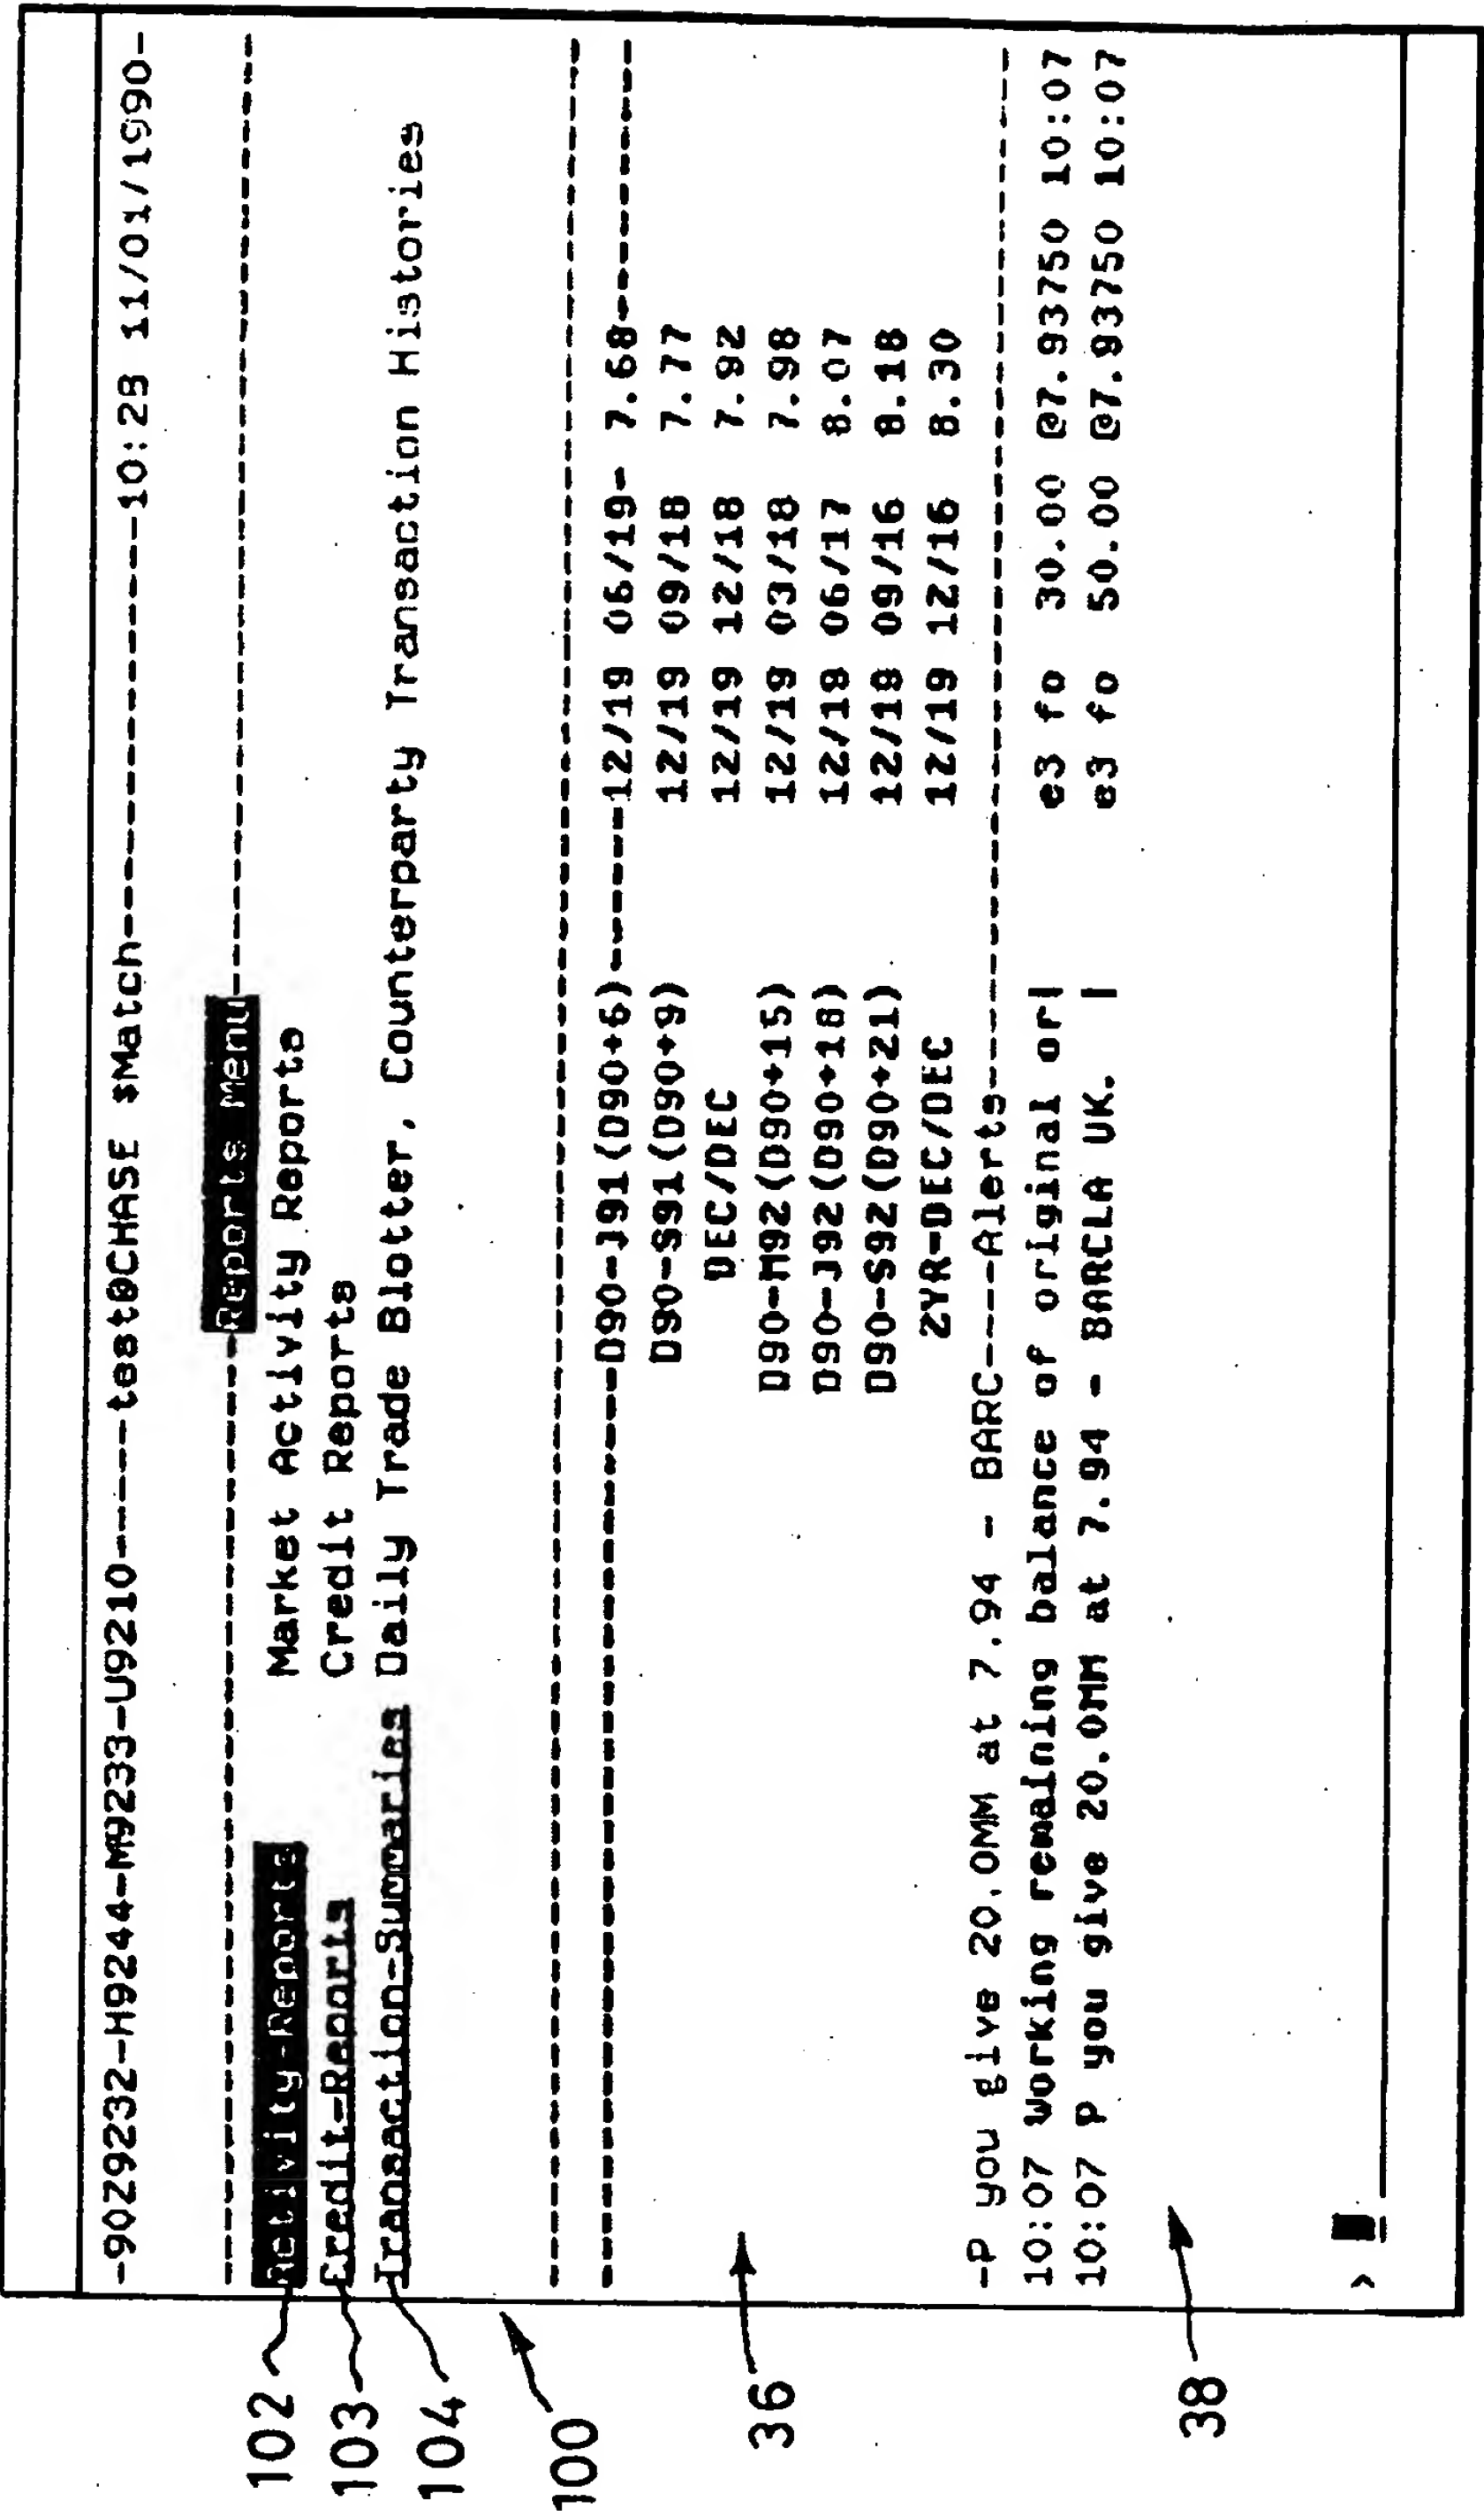 -90Z9232-H9244-M9233-U9210-----test@CHASE $Match--------------10:28 11/01/1990-
Reports Menu
102 Activity-Reports Market Activity Reports
103 Credit-Reports Credit Reports
104 Transaction-Summaries Daily Trade Blotter, Counterparty Transaction Histories
100
D90-J91(D90+6)------12/19 06/19- 7.68
D90-S91(D90+9) 12/19 09/18 7.77
DEC/DEC 12/19 12/18 7.92
36 D90-M92(D90+15) 12/19 03/18 7.98
D90-J92(D90+18) 12/18 06/17 8.07
D90-S92(D90+21) 12/18 09/16 8.18
2YR-DEC/DEC 12/19 12/16 8.30
-P you give 20.0MM at 7.94 - BARC----Alerts
10:07 Working remaining balance of original or| e3 fo 30.00 @7.93750 10:07
10:07 P you give 20.0MM at 7.94 - BARCLA UK. | e3 fo 50.00 @7.93750 10:07
38
>